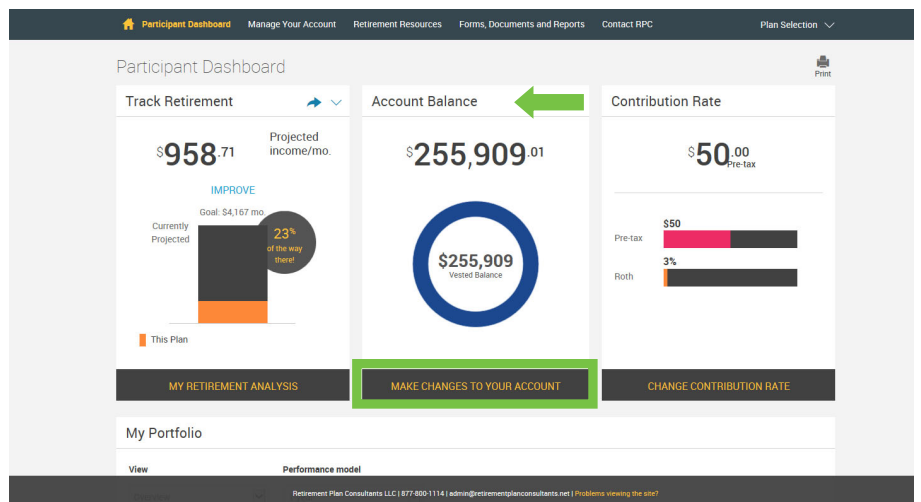 Participant Dashboard Manage Your Account Retirement Resources Forms, Documents and Reports Contact RPC Plan Selection
Participant Dashboard
Print
Track Retirement
$958.71
Projected
income/mo.
IMPROVE
Goal: $4,167 mo.
Currently
Projected
23%
of the way
there!
This Plan
MY RETIREMENT ANALYSIS
Account Balance
$255,909.01
$255,909
Vested Balance
MAKE CHANGES TO YOUR ACCOUNT
Contribution Rate
$50.00
Pre-tax
$50
Pre-tax
3%
Roth
CHANGE CONTRIBUTION RATE
My Portfolio
View Performance model
Retirement Plan Consultants LLC | 877-800-1114 | admin@retirementplanconsultants.net | Problems viewing the site?